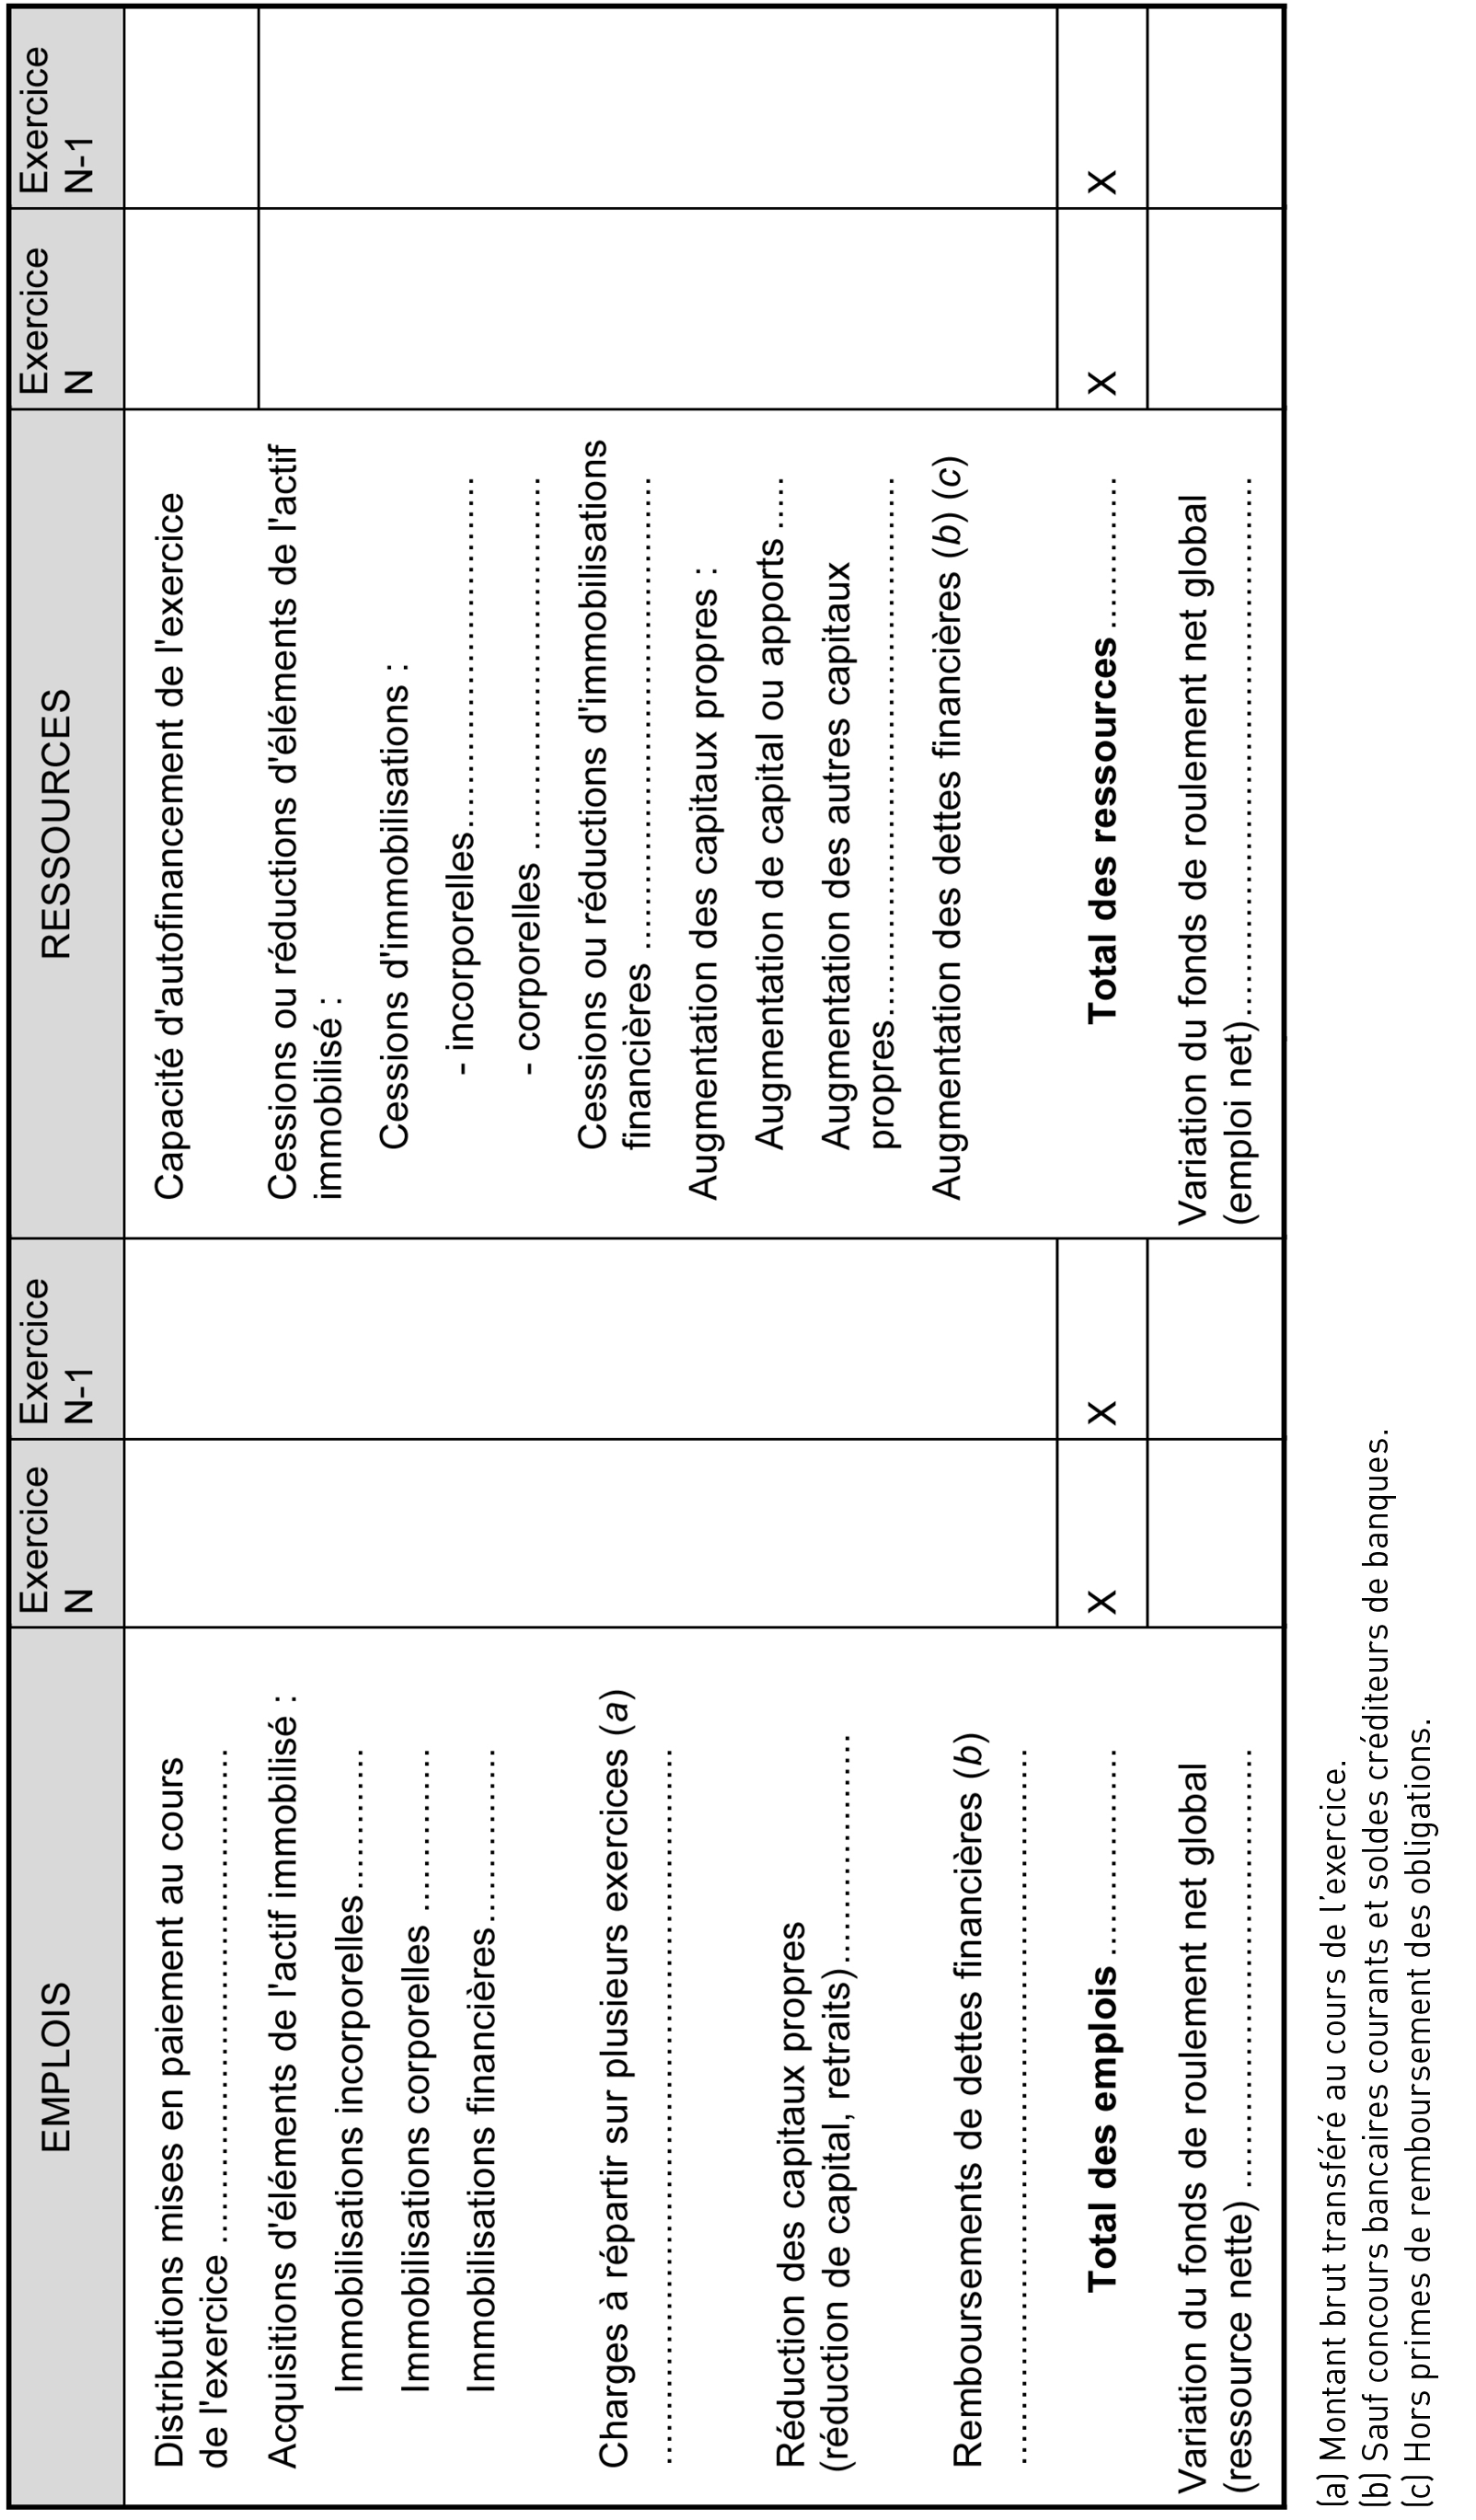 EMPLOIS
Exercice
N
Exercice
N-1
RESSOURCES
Exercice
N
Exercice
N-1
Distributions mises en paiement au cours
de l'exercice
Acquisitions d'éléments de l'actif immobilisé :
Immobilisations incorporelles
Immobilisations corporelles
Immobilisations financières
Charges à répartir sur plusieurs exercices (a)
Réduction des capitaux propres
(réduction de capital, retraits)
Remboursements de dettes financières (b)
Total des emplois
X
X
Variation du fonds de roulement net global
(ressource nette)
Capacité d'autofinancement de l'exercice
Cessions ou réductions d'éléments de l'actif
immobilisé :
Cessions d'immobilisations :
- incorporelles
- corporelles
Cessions ou réductions d'immobilisations
financières
Augmentation des capitaux propres :
Augmentation de capital ou apports
Augmentation des autres capitaux
propres
Augmentation des dettes financières (b) (c)
Total des ressources
X
X
Variation du fonds de roulement net global
(emploi net)
(a) Montant brut transféré au cours de l'exercice.
(b) Sauf concours bancaires courants et soldes créditeurs de banques.
(c) Hors primes de remboursement des obligations.